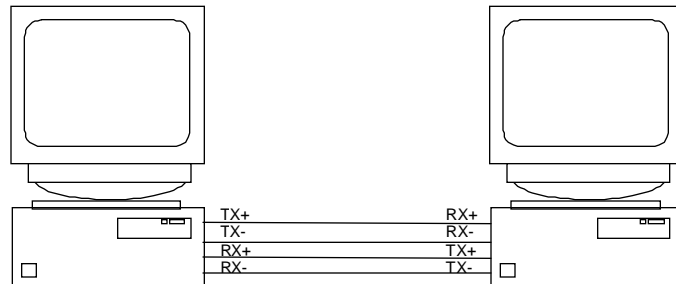 TX+ RX+
TX- RX-
RX+ TX+
RX- TX-